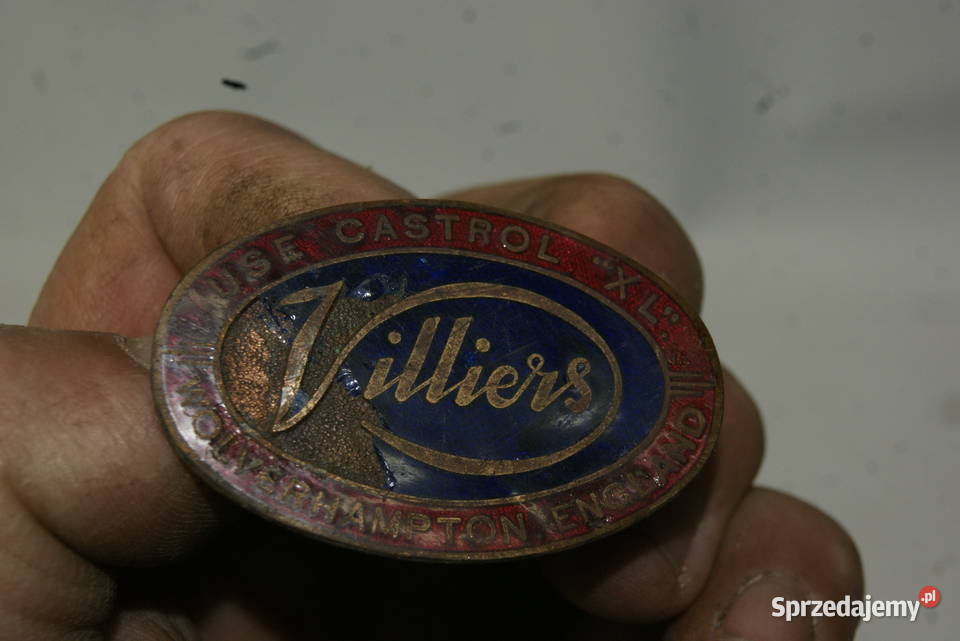 USE CASTROL "XL".
Villiers
WOLVERHAMPTON ENGLAND
Sprzedajemy.pl